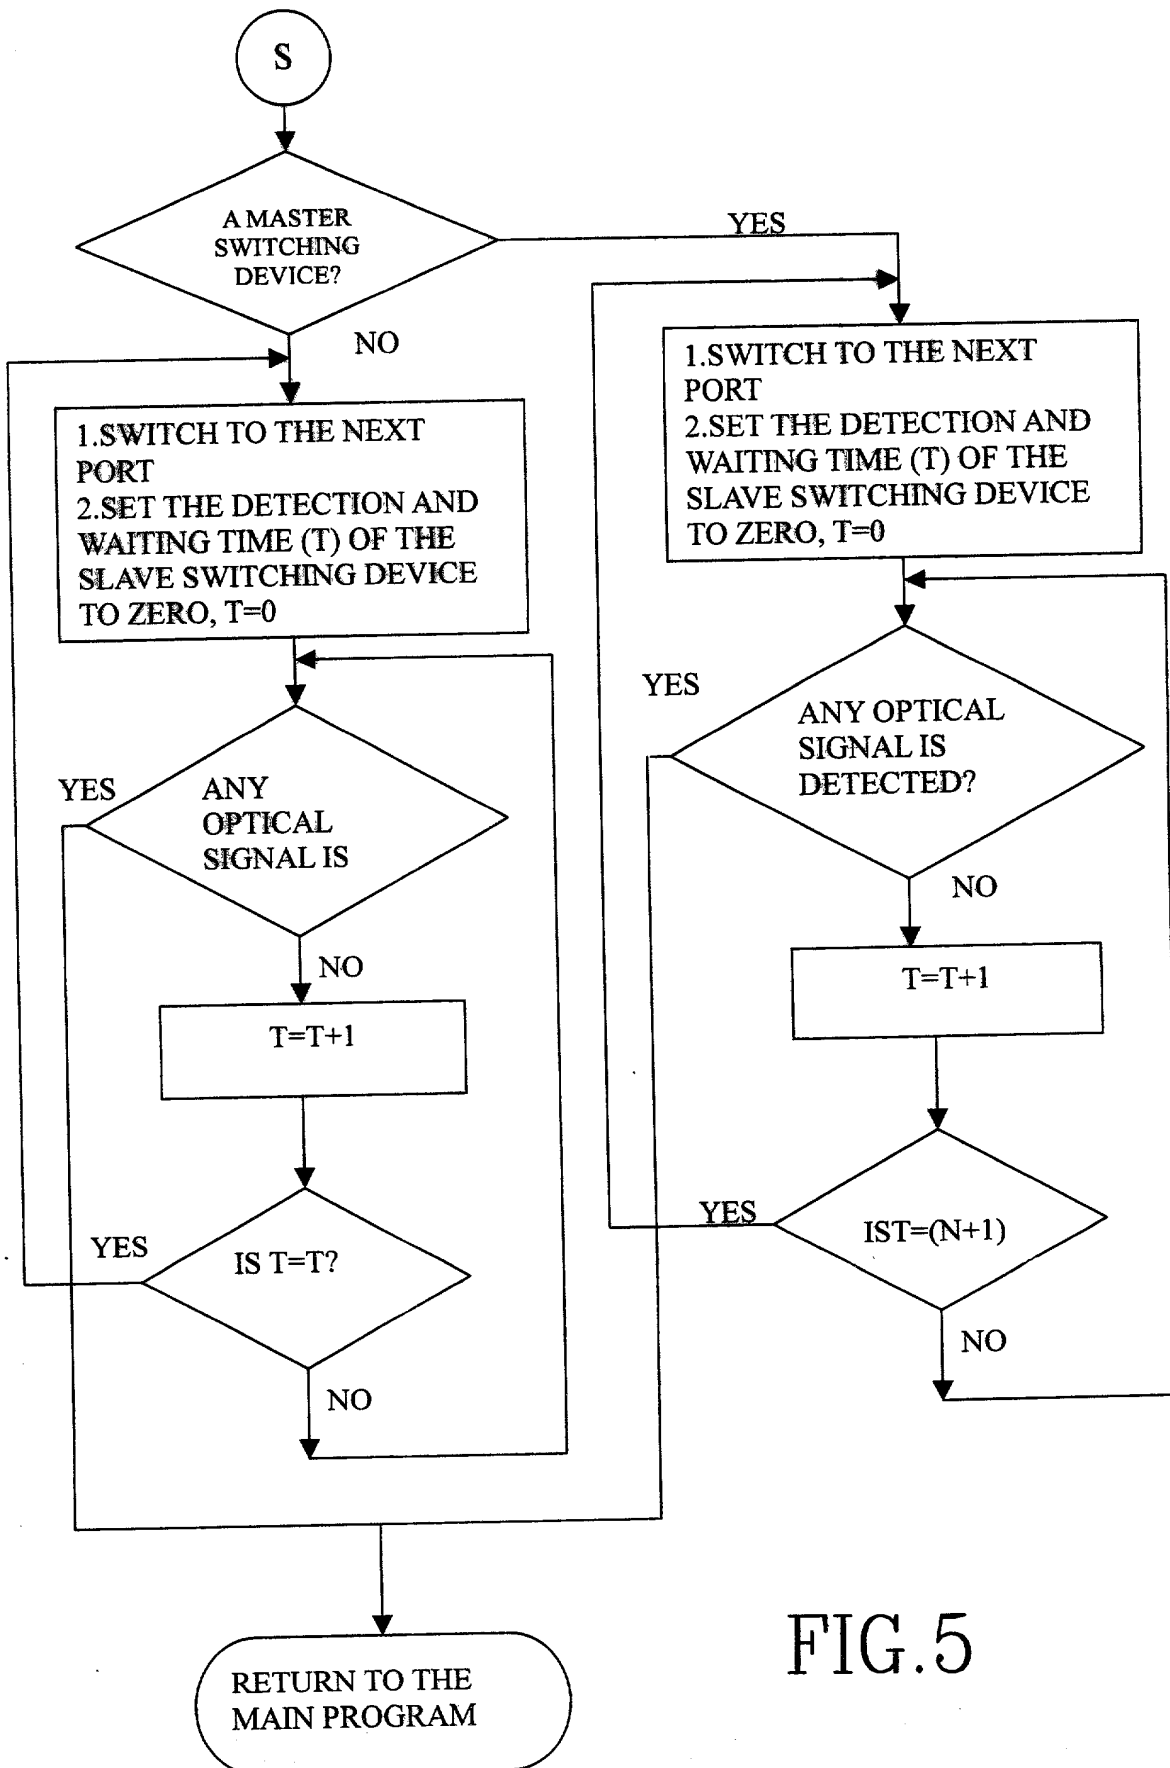 S
A MASTER
SWITCHING
DEVICE?
YES
NO
1.SWITCH TO THE NEXT
PORT
2.SET THE DETECTION AND
WAITING TIME (T) OF THE
SLAVE SWITCHING DEVICE
TO ZERO, T=0
YES
ANY
OPTICAL
SIGNAL IS
NO
T=T+1
YES
IS T=T?
NO
1.SWITCH TO THE NEXT
PORT
2.SET THE DETECTION AND
WAITING TIME (T) OF THE
SLAVE SWITCHING DEVICE
TO ZERO, T=0
YES
ANY OPTICAL
SIGNAL IS
DETECTED?
NO
T=T+1
YES
IST=(N+1)
NO
RETURN TO THE
MAIN PROGRAM
FIG.5